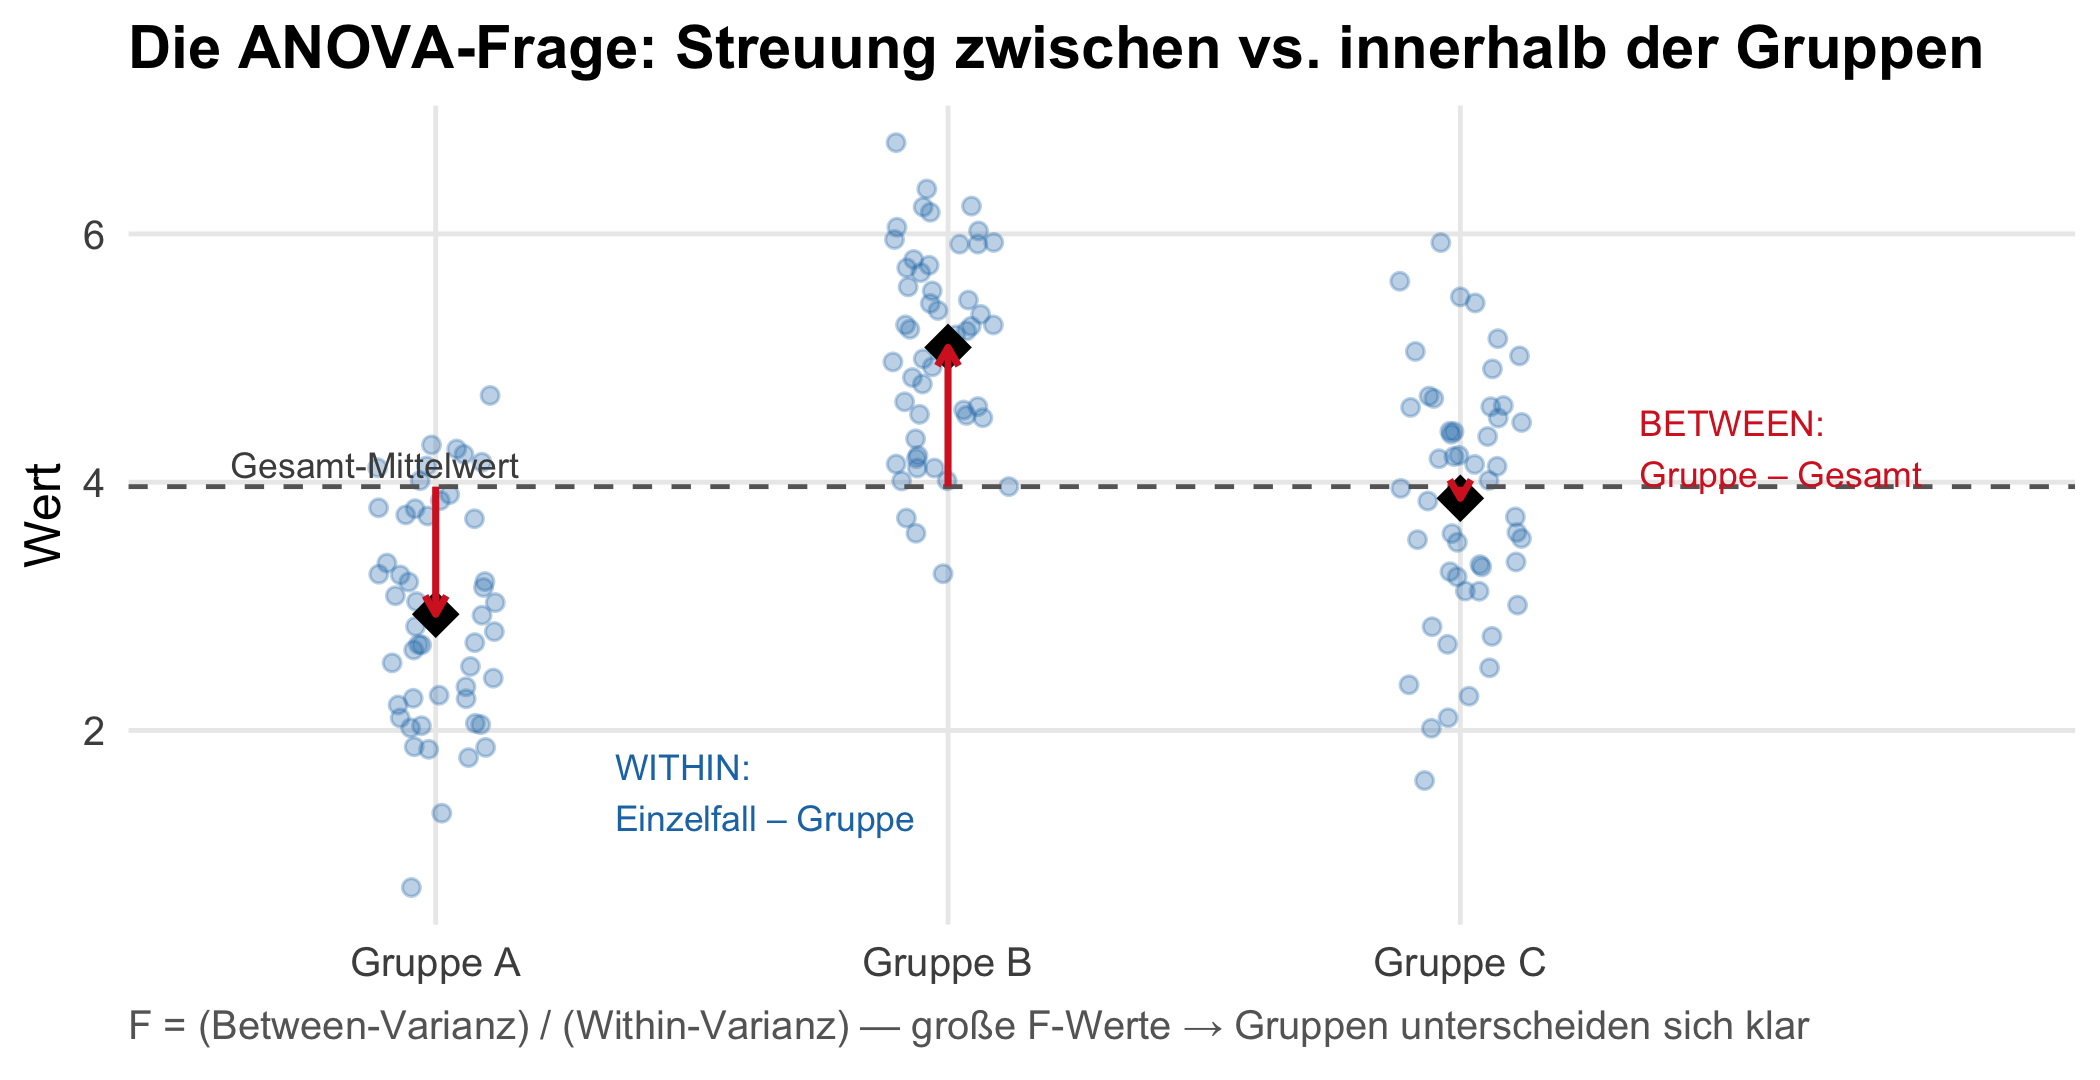 Die ANOVA-Frage: Streuung zwischen vs. innerhalb der Gruppen
Wert
6
4
2
Gesamt-Mittelwert
BETWEEN:
Gruppe – Gesamt
WITHIN:
Einzelfall – Gruppe
Gruppe A
Gruppe B
Gruppe C
F = (Between-Varianz) / (Within-Varianz) — große F-Werte → Gruppen unterscheiden sich klar